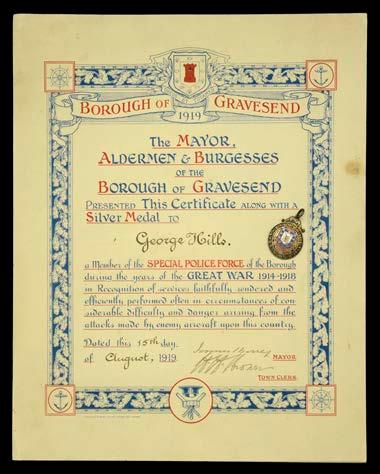 BOROUGH OF GRAVESEND
1919
The MAYOR,
ALDERMEN & BURGESSES
OF THE
BOROUGH OF GRAVESEND
PRESENTED This Certificate ALONG WITH A
Silver Medal TO
George Hills.
a Member of the SPECIAL POLICE FORCE of the Borough
during the years of the GREAT WAR 1914-1918
in Recognition of services faithfully rendered and
efficiently performed often in circumstances of con-
siderable difficulty and danger arising from the
attacks made by enemy aircraft upon this country.
Dated this 15th day
of August, 1919
MAYOR
TOWN CLERK